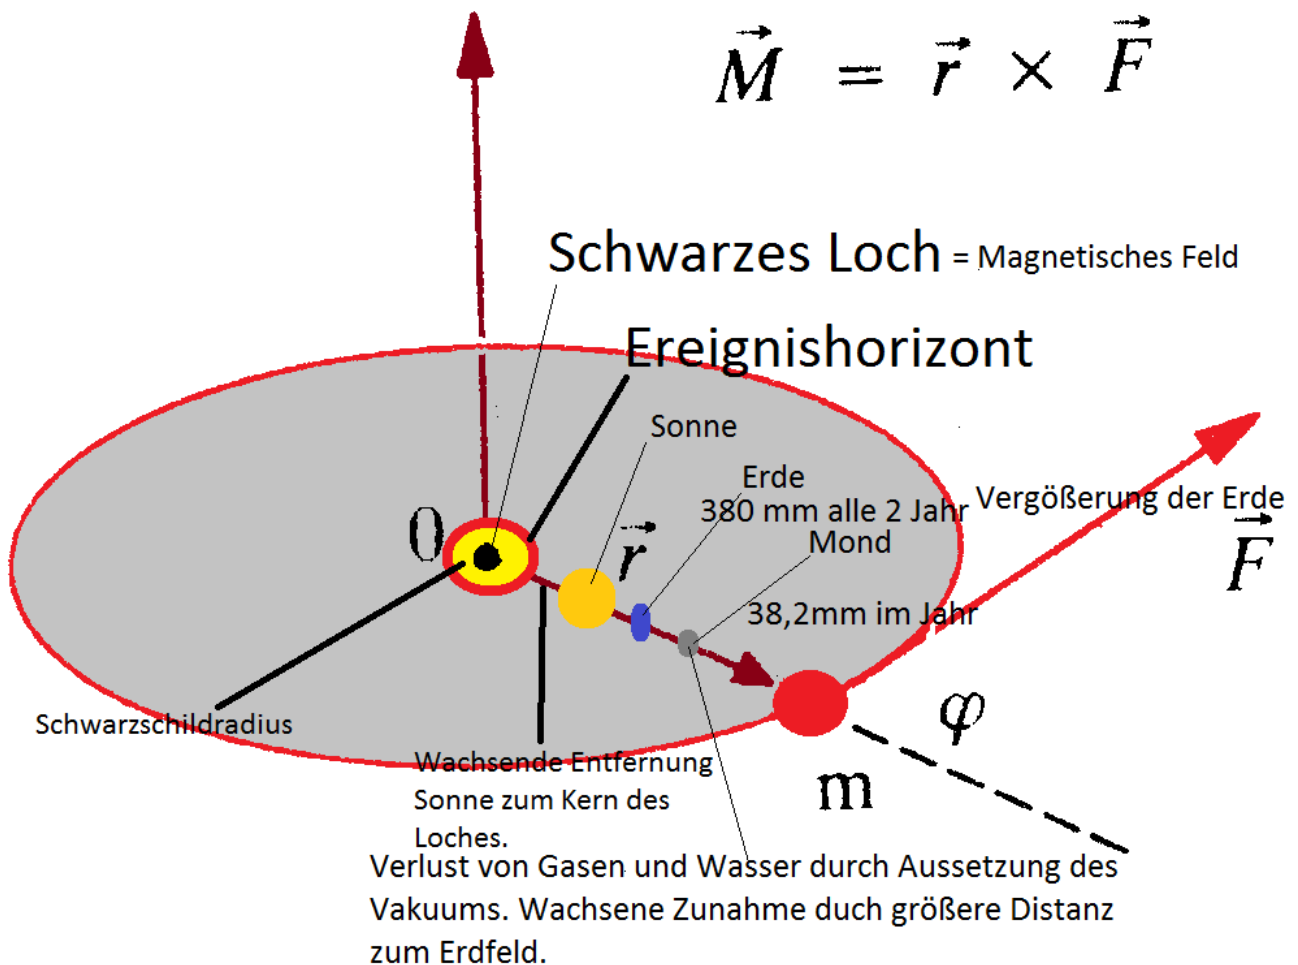 M = r × F
Schwarzes Loch = Magnetisches Feld
Ereignishorizont
Sonne
Erde
380 mm alle 2 Jahr
Vergößerung der Erde
Mond
0
r
F
38,2mm im Jahr
Schwarzschildradius
φ
Wachsende Entfernung
Sonne zum Kern des
Loches.
m
Verlust von Gasen und Wasser durch Aussetzung des
Vakuums. Wachsene Zunahme duch größere Distanz
zum Erdfeld.